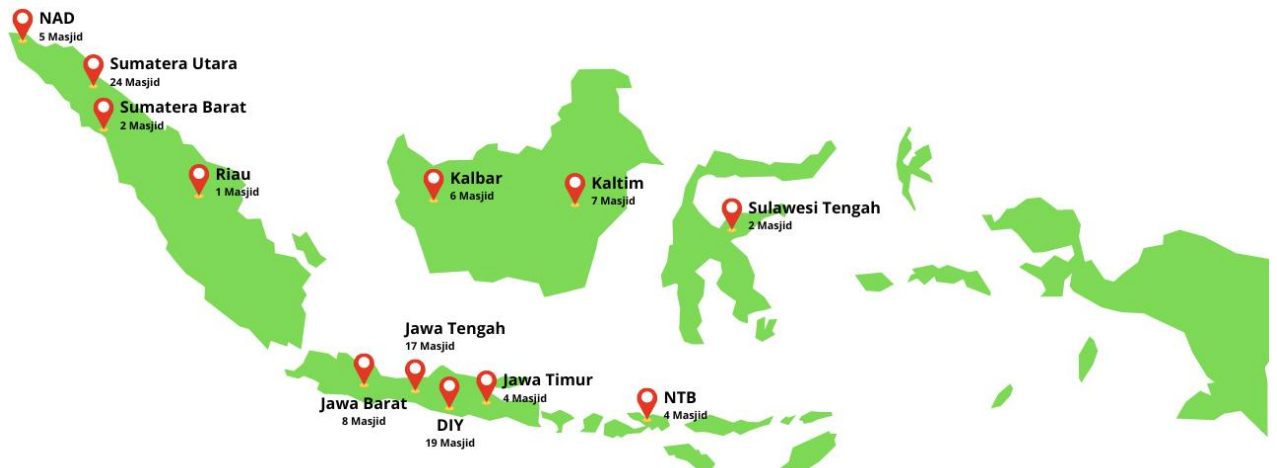 NAD
5 Masjid
Sumatera Utara
24 Masjid
Sumatera Barat
2 Masjid
Riau
1 Masjid
Kalbar
6 Masjid
Kaltim
7 Masjid
Sulawesi Tengah
2 Masjid
Jawa Tengah
17 Masjid
Jawa Barat
8 Masjid
DIY
19 Masjid
Jawa Timur
4 Masjid
NTB
4 Masjid